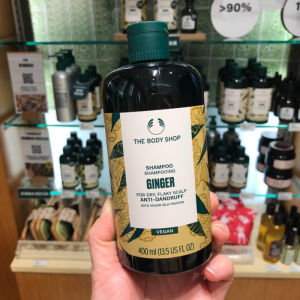 >90%
THE BODY SHOP
SHAMPOO
SHAMPOOING
GINGER
FOR DRY, FLAKY SCALP
ANTI-DANDRUFF
WITH VEGAN SILK PROTEIN
VEGAN
400 ml (13.5 US FL.OZ)